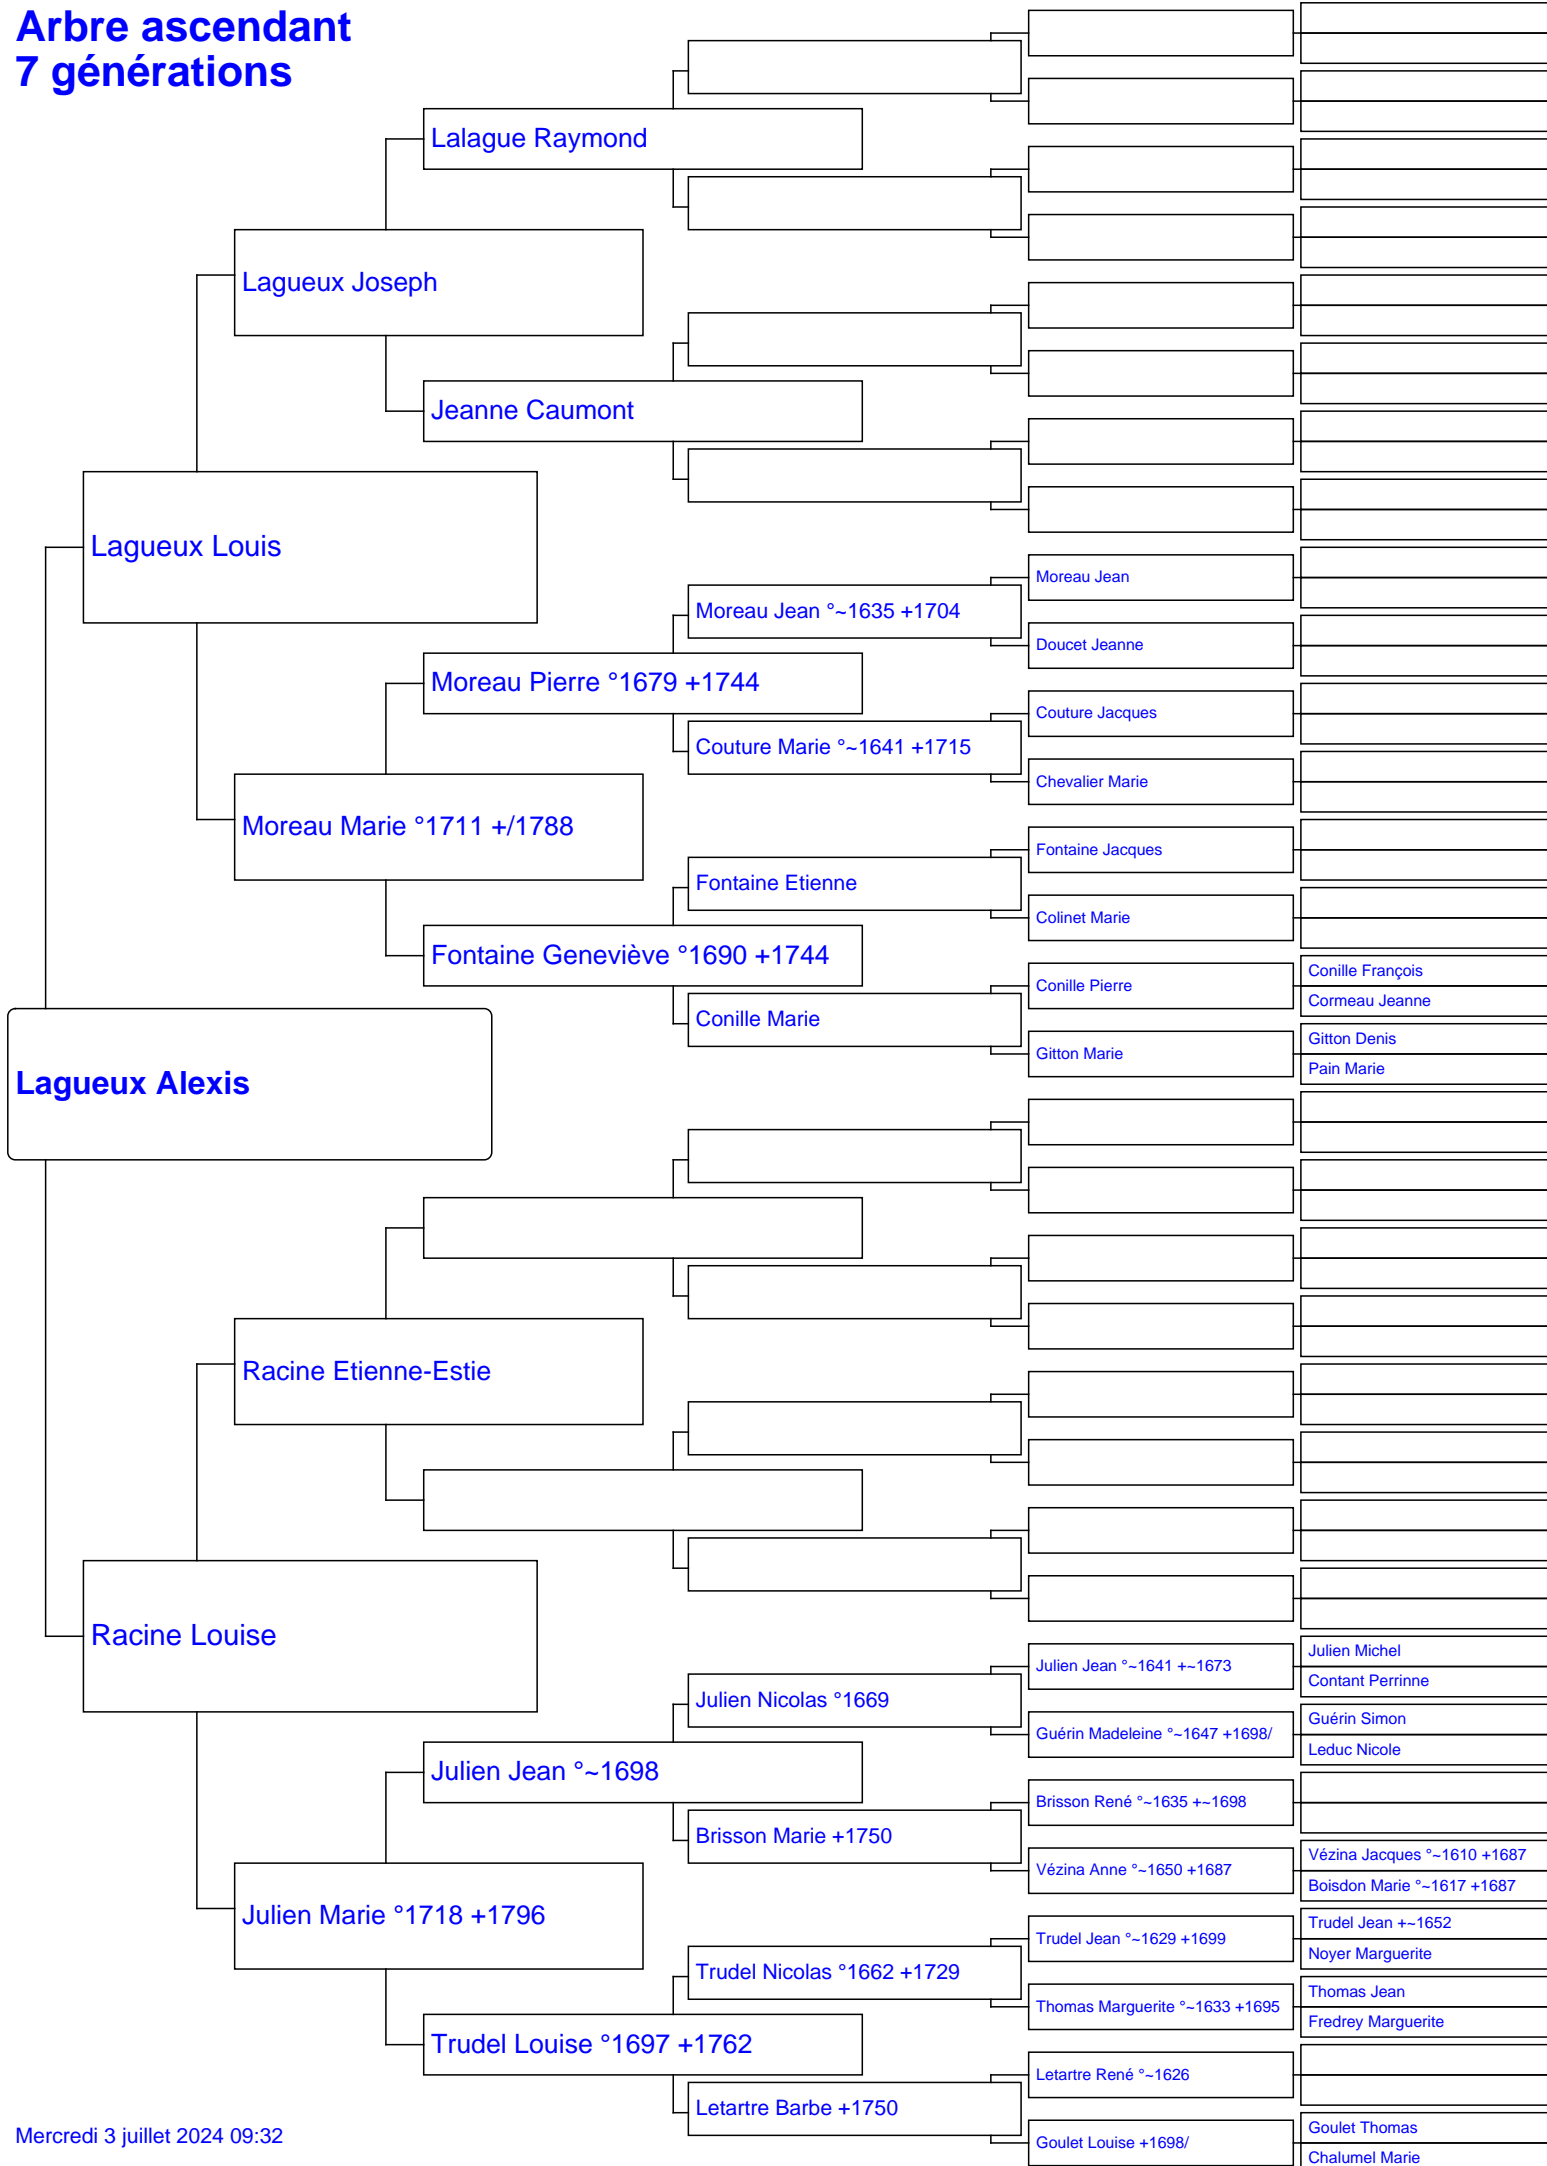 Arbre ascendant
7 générations
Lalague Raymond
Lagueux Joseph
Jeanne Caumont
Lagueux Louis
Moreau Jean
Moreau Jean °~1635 +1704
Doucet Jeanne
Moreau Pierre °1679 +1744
Couture Jacques
Couture Marie °~1641 +1715
Chevalier Marie
Moreau Marie °1711 +/1788
Fontaine Jacques
Fontaine Etienne
Colinet Marie
Fontaine Geneviève °1690 +1744
Conille François
Conille Pierre
Cormeau Jeanne
Conille Marie
Gitton Denis
Gitton Marie
Pain Marie
Lagueux Alexis
Racine Etienne-Estie
Racine Louise
Julien Michel
Julien Jean °~1641 +~1673
Contant Perrinne
Julien Nicolas °1669
Guérin Simon
Guérin Madeleine °~1647 +1698/
Leduc Nicole
Julien Jean °~1698
Brisson René °~1635 +~1698
Brisson Marie +1750
Vézina Jacques °~1610 +1687
Vézina Anne °~1650 +1687
Boisdon Marie °~1617 +1687
Julien Marie °1718 +1796
Trudel Jean +~1652
Trudel Jean °~1629 +1699
Noyer Marguerite
Trudel Nicolas °1662 +1729
Thomas Jean
Thomas Marguerite °~1633 +1695
Fredrey Marguerite
Trudel Louise °1697 +1762
Letartre René °~1626
Letartre Barbe +1750
Goulet Thomas
Goulet Louise +1698/
Chalumel Marie
Mercredi 3 juillet 2024 09:32